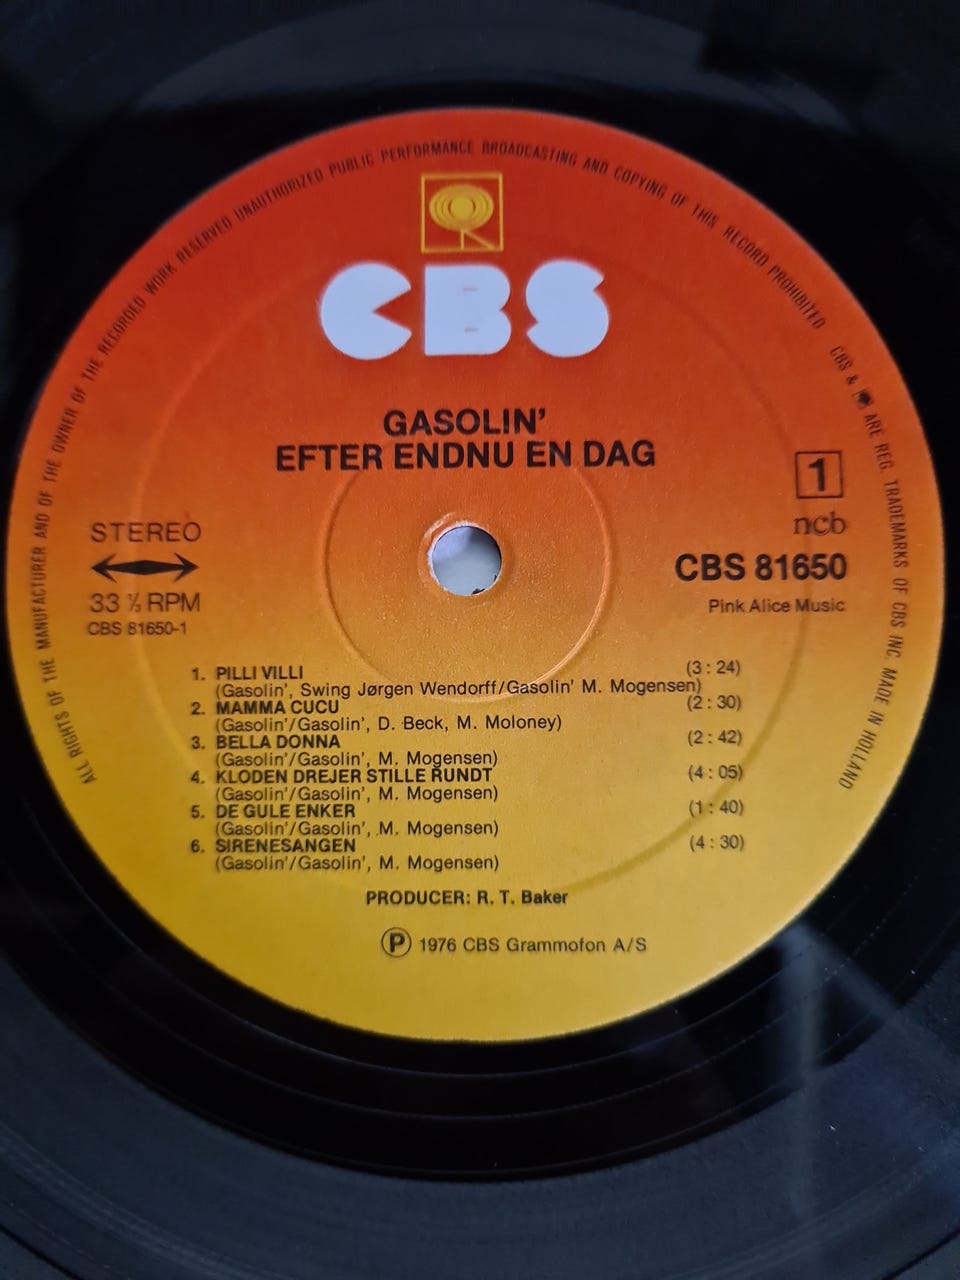 ALL RIGHTS OF THE MANUFACTURER AND OF THE OWNER OF THE RECORDED WORK RESERVED UNAUTHORIZED PUBLIC PERFORMANCE BROADCASTING AND COPYING OF THIS RECORD PROHIBITED CBS & ARE REG. TRADEMARKS OF CBS INC. MADE IN HOLLAND
CBS
GASOLIN'
EFTER ENDNU EN DAG
1
ncb
STEREO
CBS 81650
33 ⅓ RPM
Pink Alice Music
CBS 81650-1
1. PILLI VILLI (3 : 24)
(Gasolin', Swing Jørgen Wendorff/Gasolin' M. Mogensen)
2. MAMMA CUCU (2 : 30)
(Gasolin'/Gasolin', D. Beck, M. Moloney)
3. BELLA DONNA (2 : 42)
(Gasolin'/Gasolin', M. Mogensen)
4. KLODEN DREJER STILLE RUNDT (4 : 05)
(Gasolin'/Gasolin', M. Mogensen)
5. DE GULE ENKER (1 : 40)
(Gasolin'/Gasolin', M. Mogensen)
6. SIRENESANGEN (4 : 30)
(Gasolin'/Gasolin', M. Mogensen)
PRODUCER: R. T. Baker
Ⓟ 1976 CBS Grammofon A/S